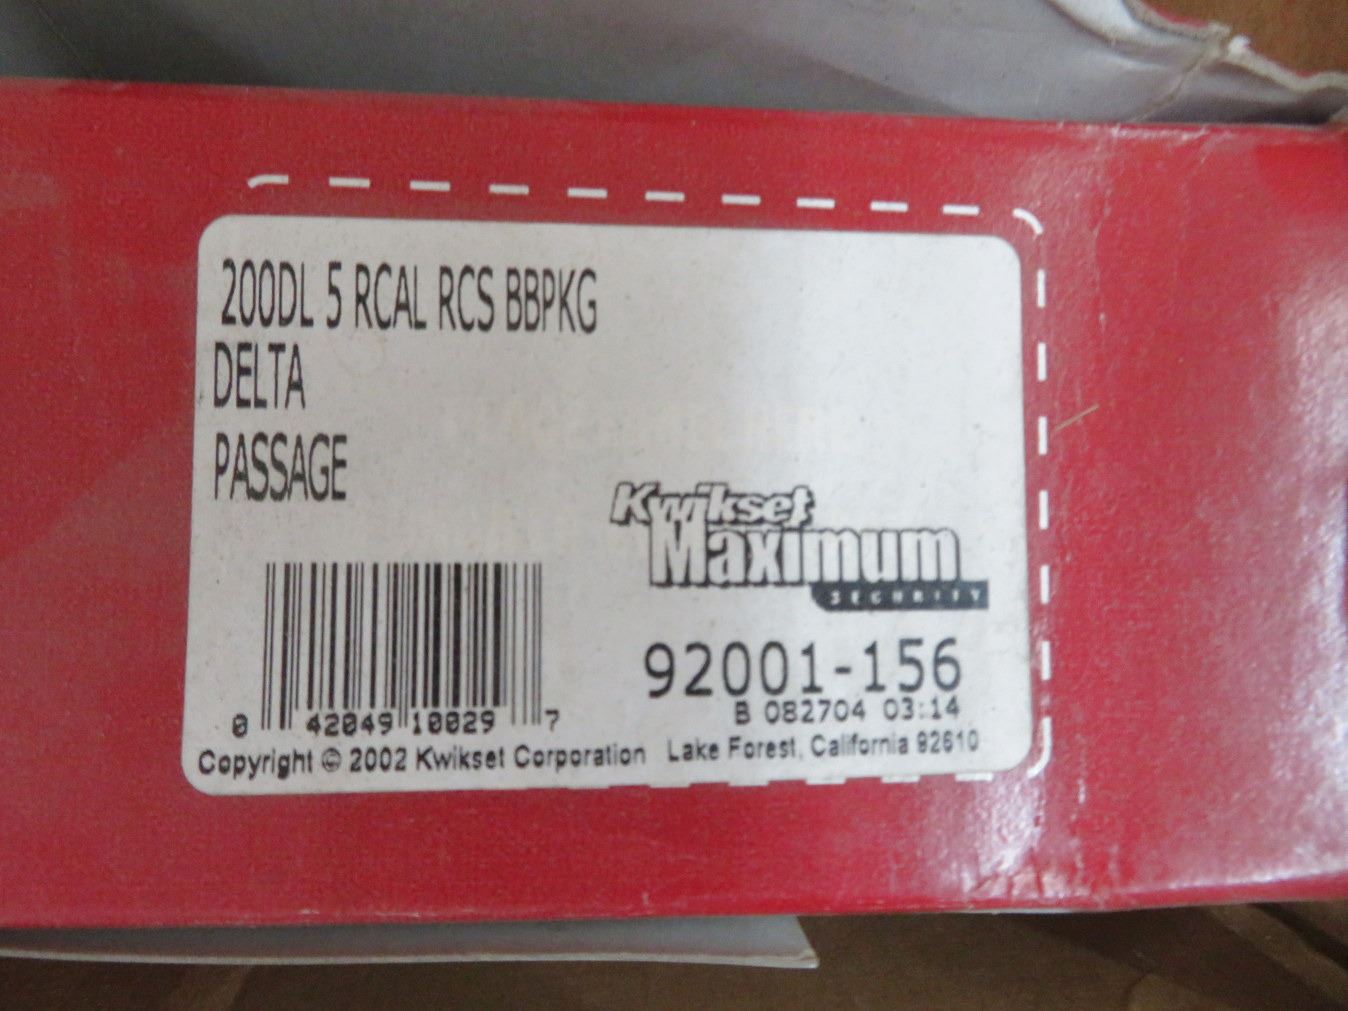 200DL 5 RCAL RCS BBPKG
DELTA
PASSAGE
Kwikset
Maximum
SECURITY
92001-156
B 082704 03:14
0 42049 10029 7
Copyright © 2002 Kwikset Corporation Lake Forest, California 92610